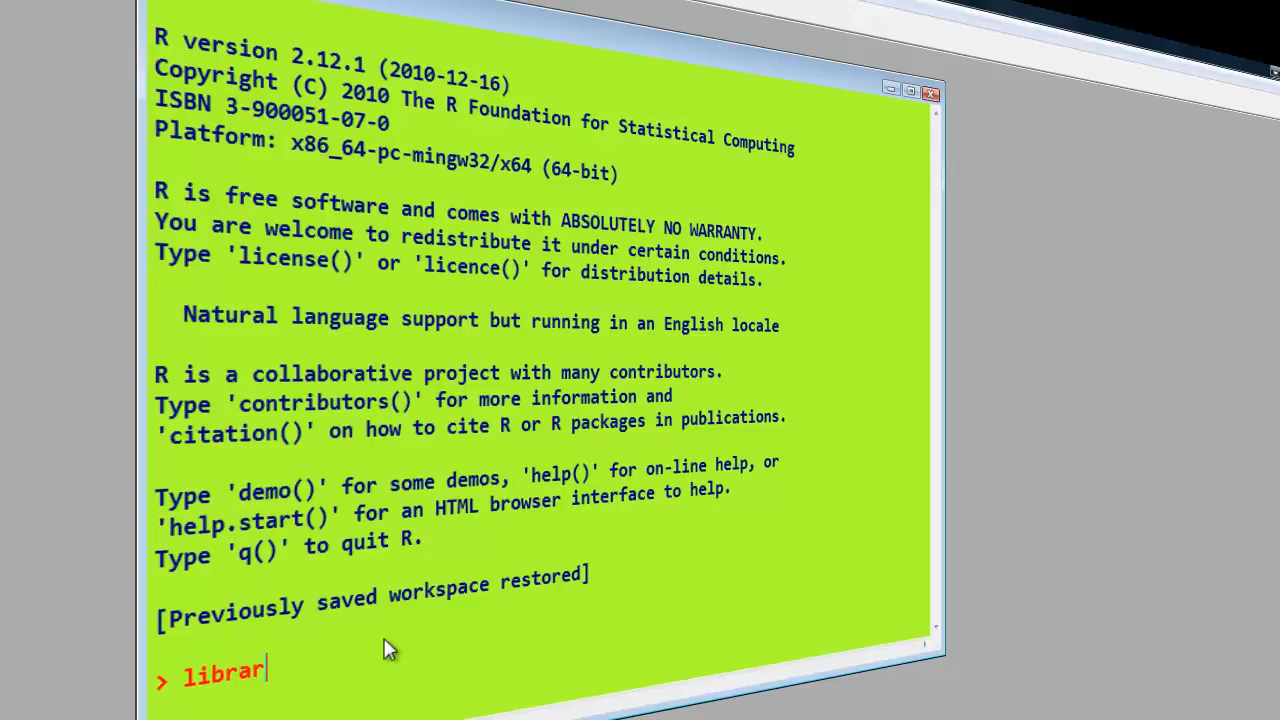 R version 2.12.1 (2010-12-16)
Copyright (C) 2010 The R Foundation for Statistical Computing
ISBN 3-900051-07-0
Platform: x86_64-pc-mingw32/x64 (64-bit)
R is free software and comes with ABSOLUTELY NO WARRANTY.
You are welcome to redistribute it under certain conditions.
Type 'license()' or 'licence()' for distribution details.
Natural language support but running in an English locale
R is a collaborative project with many contributors.
Type 'contributors()' for more information and
'citation()' on how to cite R or R packages in publications.
Type 'demo()' for some demos, 'help()' for on-line help, or
'help.start()' for an HTML browser interface to help.
Type 'q()' to quit R.
[Previously saved workspace restored]
> librar